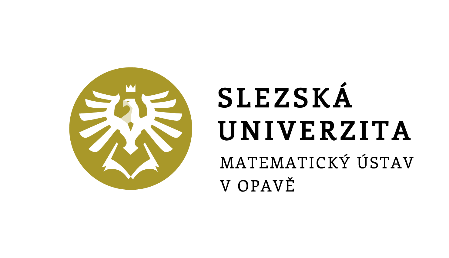 SLEZSKÁ
UNIVERZITA
MATEMATICKÝ ÚSTAV
V OPAVĚ